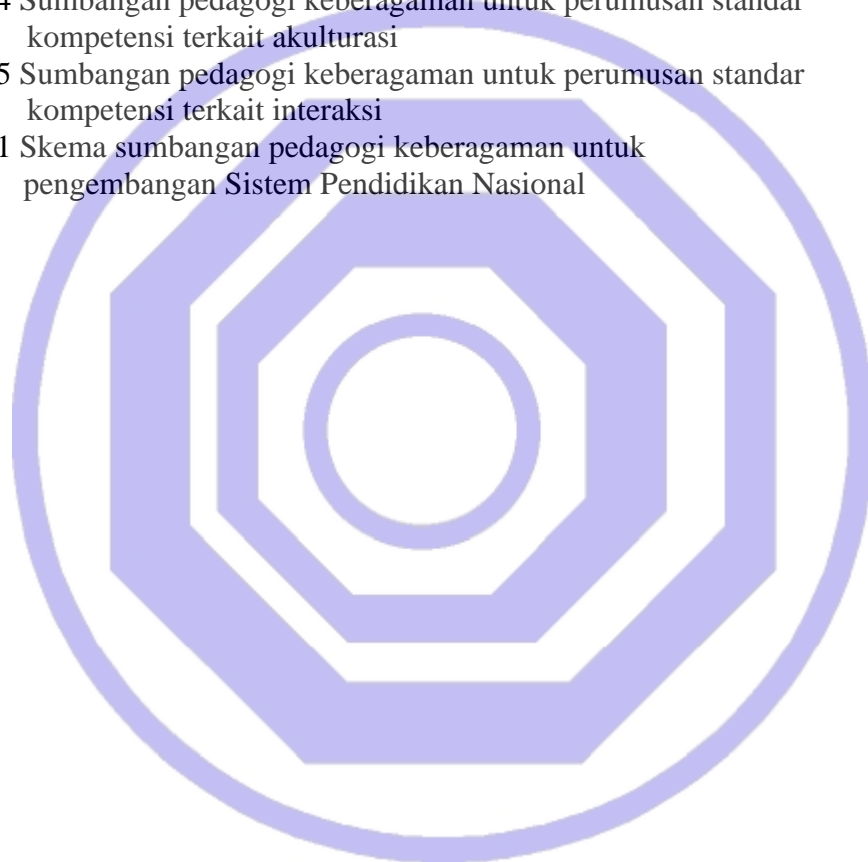 4 Sumbangan pedagogi keberagaman untuk perumusan standar
kompetensi terkait akulturasi
5 Sumbangan pedagogi keberagaman untuk perumusan standar
kompetensi terkait interaksi
1 Skema sumbangan pedagogi keberagaman untuk
pengembangan Sistem Pendidikan Nasional